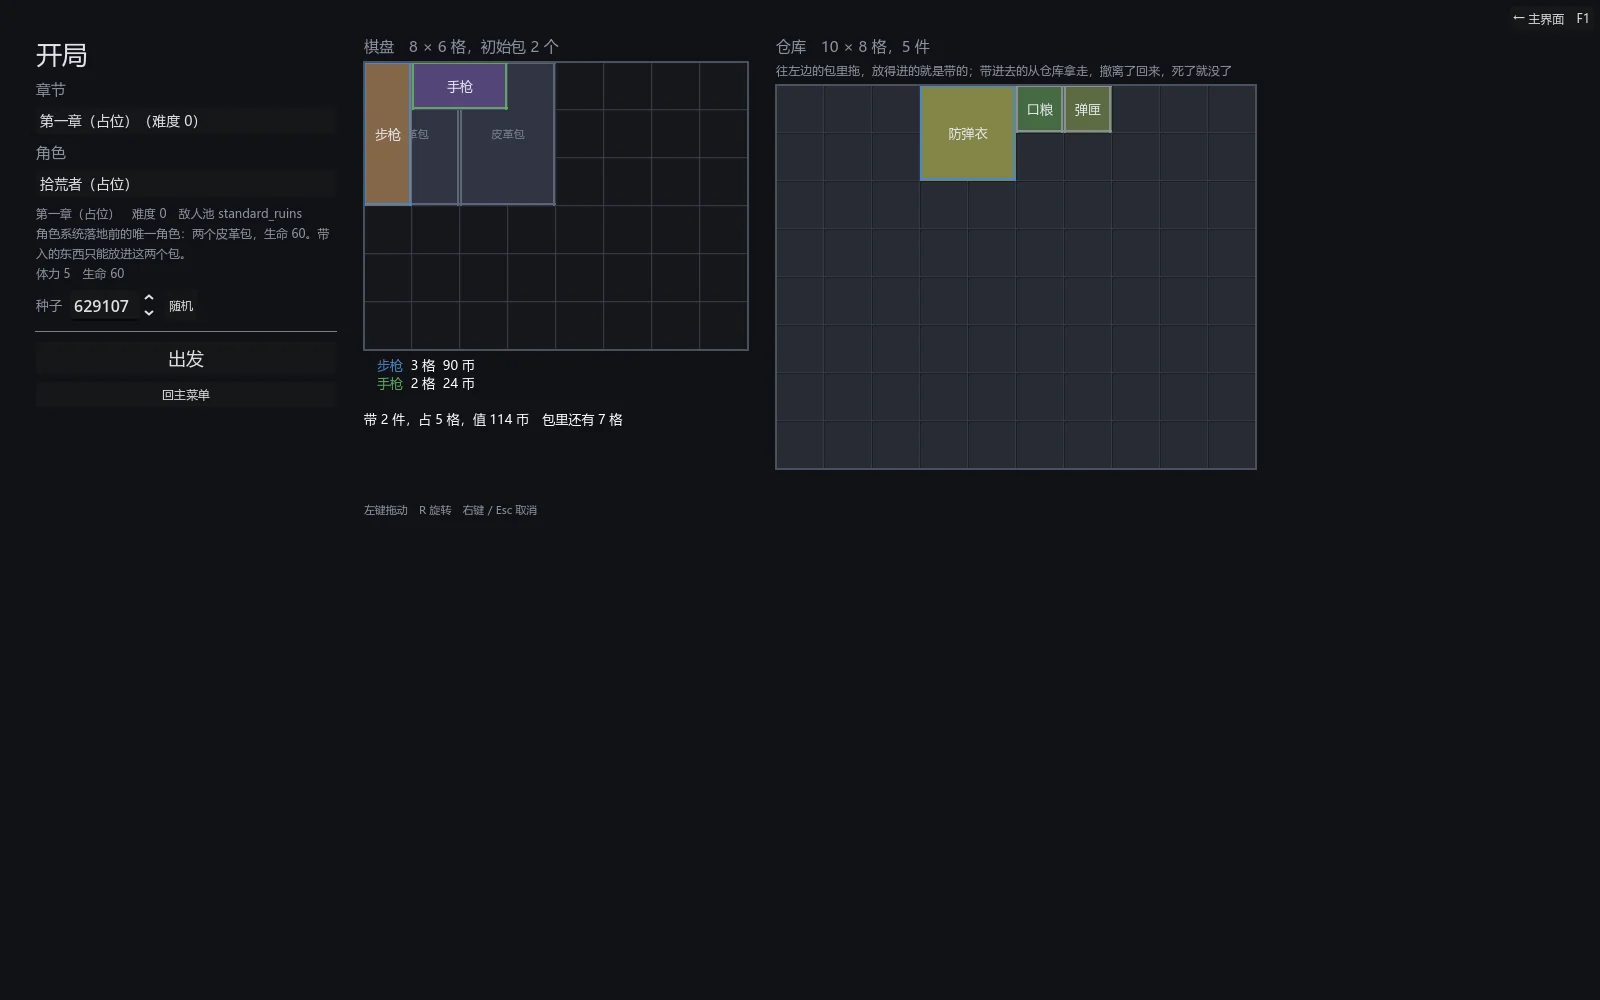 ← 主界面 F1
开局
章节
第一章（占位）（难度 0）
角色
拾荒者（占位）
第一章（占位） 难度 0 敌人池 standard_ruins
角色系统落地前的唯一角色：两个皮革包，生命 60。带
入的东西只能放进这两个包。
体力 5 生命 60
种子 629107 随机
出发
回主菜单
棋盘 8 × 6 格，初始包 2 个
手枪
步枪
革包
皮革包
步枪 3 格 90 币
手枪 2 格 24 币
带 2 件，占 5 格，值 114 币 包里还有 7 格
左键拖动 R 旋转 右键 / Esc 取消
仓库 10 × 8 格，5 件
往左边的包里拖，放得进的就是带的；带进去的从仓库拿走，撤离了回来，死了就没了
防弹衣
口粮
弹匣